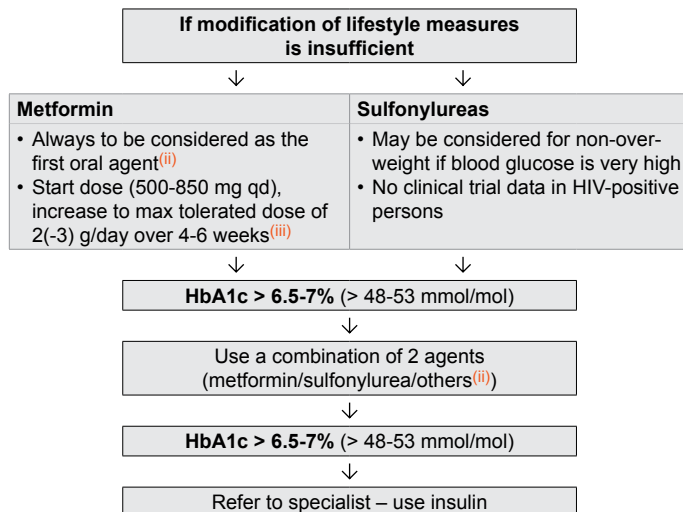 If modification of lifestyle measures
is insufficient
Metformin
• Always to be considered as the
first oral agent(ii)
• Start dose (500-850 mg qd),
increase to max tolerated dose of
2(-3) g/day over 4-6 weeks(iii)
Sulfonylureas
• May be considered for non-over-
weight if blood glucose is very high
• No clinical trial data in HIV-positive
persons
HbA1c > 6.5-7% (> 48-53 mmol/mol)
Use a combination of 2 agents
(metformin/sulfonylurea/others(ii))
HbA1c > 6.5-7% (> 48-53 mmol/mol)
Refer to specialist – use insulin